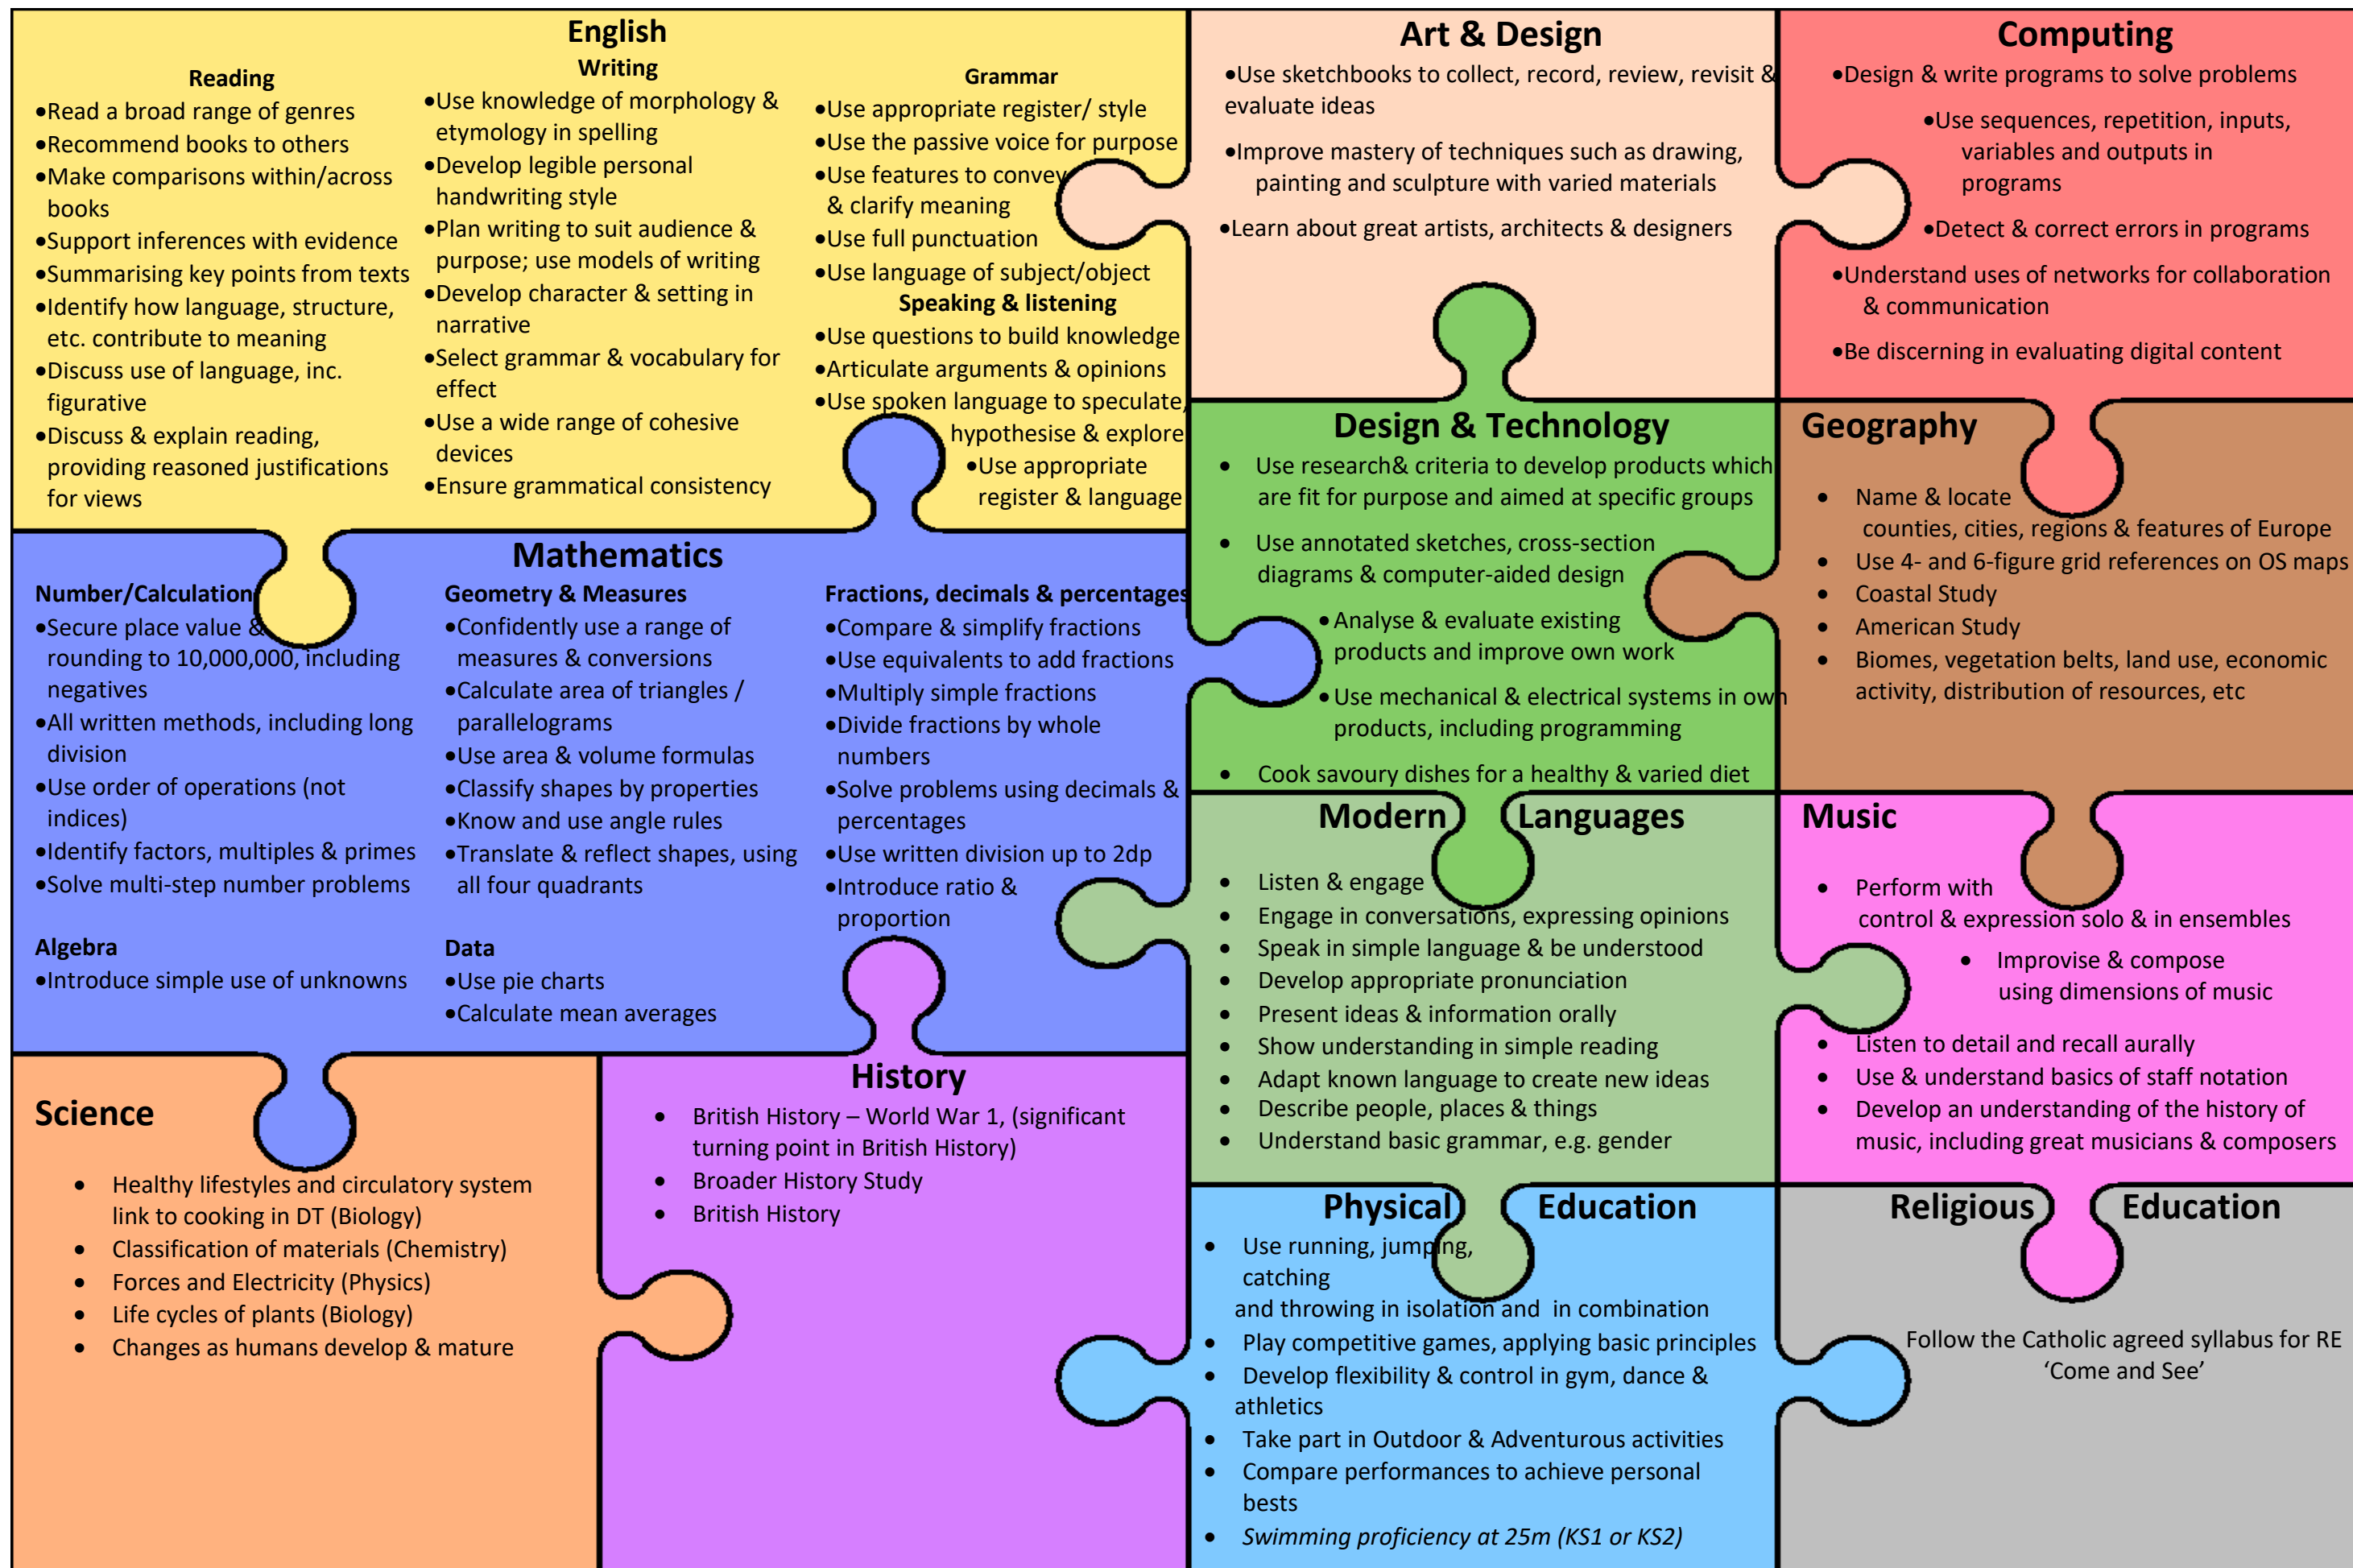 English
Reading
•Read a broad range of genres
•Recommend books to others
•Make comparisons within/across
books
•Support inferences with evidence
•Summarising key points from texts
•Identify how language, structure,
etc. contribute to meaning
•Discuss use of language, inc.
figurative
•Discuss & explain reading,
providing reasoned justifications
for views
Writing
•Use knowledge of morphology &
etymology in spelling
•Develop legible personal
handwriting style
•Plan writing to suit audience &
purpose; use models of writing
•Develop character & setting in
narrative
•Select grammar & vocabulary for
effect
•Use a wide range of cohesive
devices
•Ensure grammatical consistency
Grammar
•Use appropriate register/ style
•Use the passive voice for purpose
•Use features to convey
& clarify meaning
•Use full punctuation
•Use language of subject/object
Speaking & listening
•Use questions to build knowledge
•Articulate arguments & opinions
•Use spoken language to speculate,
hypothesise & explore
•Use appropriate
register & language
Art & Design
•Use sketchbooks to collect, record, review, revisit &
evaluate ideas
•Improve mastery of techniques such as drawing,
painting and sculpture with varied materials
•Learn about great artists, architects & designers
Computing
•Design & write programs to solve problems
•Use sequences, repetition, inputs,
variables and outputs in
programs
•Detect & correct errors in programs
•Understand uses of networks for collaboration
& communication
•Be discerning in evaluating digital content
Mathematics
Number/Calculation
•Secure place value &
rounding to 10,000,000, including
negatives
•All written methods, including long
division
•Use order of operations (not
indices)
•Identify factors, multiples & primes
•Solve multi-step number problems
Algebra
•Introduce simple use of unknowns
Geometry & Measures
•Confidently use a range of
measures & conversions
•Calculate area of triangles /
parallelograms
•Use area & volume formulas
•Classify shapes by properties
•Know and use angle rules
•Translate & reflect shapes, using
all four quadrants
Data
•Use pie charts
•Calculate mean averages
Fractions, decimals & percentages
•Compare & simplify fractions
•Use equivalents to add fractions
•Multiply simple fractions
•Divide fractions by whole
numbers
•Solve problems using decimals &
percentages
•Use written division up to 2dp
•Introduce ratio &
proportion
Design & Technology
• Use research& criteria to develop products which
are fit for purpose and aimed at specific groups
• Use annotated sketches, cross-section
diagrams & computer-aided design
• Analyse & evaluate existing
products and improve own work
• Use mechanical & electrical systems in own
products, including programming
• Cook savoury dishes for a healthy & varied diet
Geography
• Name & locate
counties, cities, regions & features of Europe
• Use 4- and 6-figure grid references on OS maps
• Coastal Study
• American Study
• Biomes, vegetation belts, land use, economic
activity, distribution of resources, etc
Modern Languages
• Listen & engage
• Engage in conversations, expressing opinions
• Speak in simple language & be understood
• Develop appropriate pronunciation
• Present ideas & information orally
• Show understanding in simple reading
• Adapt known language to create new ideas
• Describe people, places & things
• Understand basic grammar, e.g. gender
Music
• Perform with
control & expression solo & in ensembles
• Improvise & compose
using dimensions of music
• Listen to detail and recall aurally
• Use & understand basics of staff notation
• Develop an understanding of the history of
music, including great musicians & composers
Science
• Healthy lifestyles and circulatory system
link to cooking in DT (Biology)
• Classification of materials (Chemistry)
• Forces and Electricity (Physics)
• Life cycles of plants (Biology)
• Changes as humans develop & mature
History
• British History – World War 1, (significant
turning point in British History)
• Broader History Study
• British History
Physical Education
• Use running, jumping,
catching
and throwing in isolation and in combination
• Play competitive games, applying basic principles
• Develop flexibility & control in gym, dance &
athletics
• Take part in Outdoor & Adventurous activities
• Compare performances to achieve personal
bests
• Swimming proficiency at 25m (KS1 or KS2)
Religious Education
Follow the Catholic agreed syllabus for RE
‘Come and See’